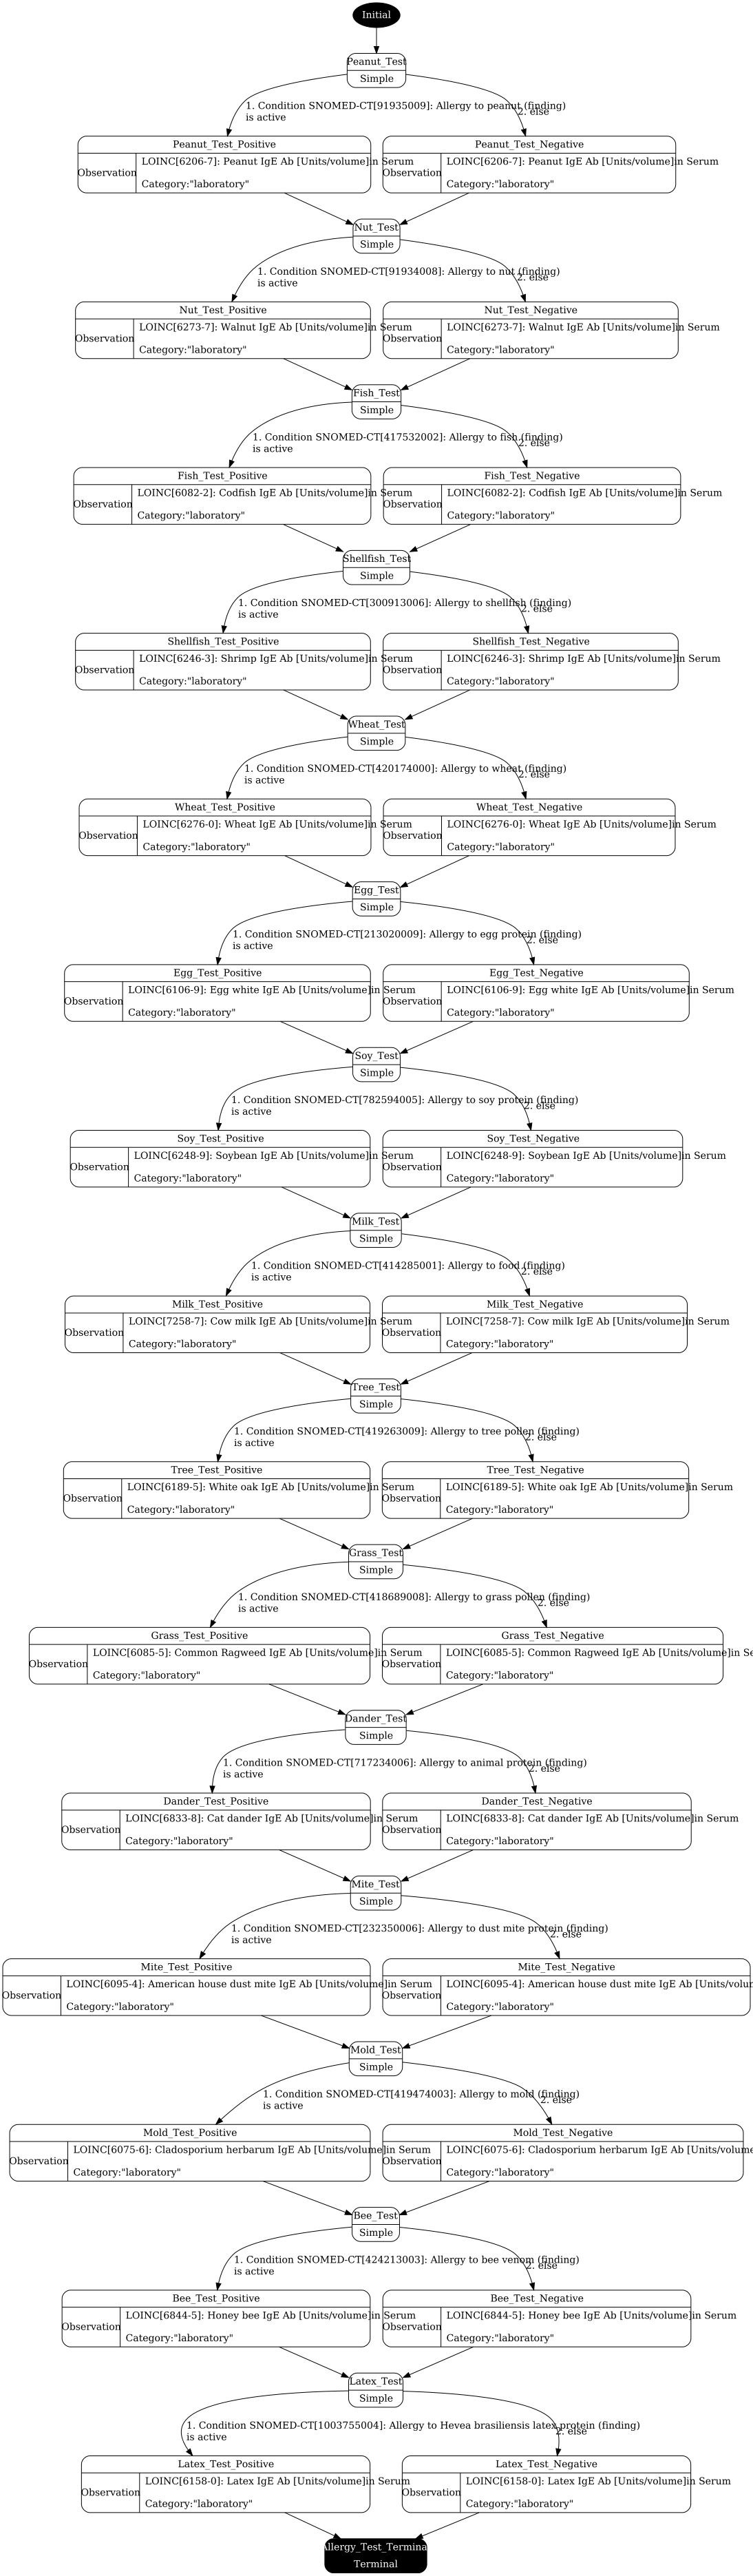 Initial
Peanut_Test
Simple
1. Condition SNOMED-CT[91935009]: Allergy to peanut (finding)
is active
2. else
Peanut_Test_Positive
Observation
LOINC[6206-7]: Peanut IgE Ab [Units/volume]in Serum
Category:"laboratory"
Peanut_Test_Negative
Observation
LOINC[6206-7]: Peanut IgE Ab [Units/volume]in Serum
Category:"laboratory"
Nut_Test
Simple
1. Condition SNOMED-CT[91934008]: Allergy to nut (finding)
is active
2. else
Nut_Test_Positive
Observation
LOINC[6273-7]: Walnut IgE Ab [Units/volume]in Serum
Category:"laboratory"
Nut_Test_Negative
Observation
LOINC[6273-7]: Walnut IgE Ab [Units/volume]in Serum
Category:"laboratory"
Fish_Test
Simple
1. Condition SNOMED-CT[417532002]: Allergy to fish (finding)
is active
2. else
Fish_Test_Positive
Observation
LOINC[6082-2]: Codfish IgE Ab [Units/volume]in Serum
Category:"laboratory"
Fish_Test_Negative
Observation
LOINC[6082-2]: Codfish IgE Ab [Units/volume]in Serum
Category:"laboratory"
Shellfish_Test
Simple
1. Condition SNOMED-CT[300913006]: Allergy to shellfish (finding)
is active
2. else
Shellfish_Test_Positive
Observation
LOINC[6246-3]: Shrimp IgE Ab [Units/volume]in Serum
Category:"laboratory"
Shellfish_Test_Negative
Observation
LOINC[6246-3]: Shrimp IgE Ab [Units/volume]in Serum
Category:"laboratory"
Wheat_Test
Simple
1. Condition SNOMED-CT[420174000]: Allergy to wheat (finding)
is active
2. else
Wheat_Test_Positive
Observation
LOINC[6276-0]: Wheat IgE Ab [Units/volume]in Serum
Category:"laboratory"
Wheat_Test_Negative
Observation
LOINC[6276-0]: Wheat IgE Ab [Units/volume]in Serum
Category:"laboratory"
Egg_Test
Simple
1. Condition SNOMED-CT[213020009]: Allergy to egg protein (finding)
is active
2. else
Egg_Test_Positive
Observation
LOINC[6106-9]: Egg white IgE Ab [Units/volume]in Serum
Category:"laboratory"
Egg_Test_Negative
Observation
LOINC[6106-9]: Egg white IgE Ab [Units/volume]in Serum
Category:"laboratory"
Soy_Test
Simple
1. Condition SNOMED-CT[782594005]: Allergy to soy protein (finding)
is active
2. else
Soy_Test_Positive
Observation
LOINC[6248-9]: Soybean IgE Ab [Units/volume]in Serum
Category:"laboratory"
Soy_Test_Negative
Observation
LOINC[6248-9]: Soybean IgE Ab [Units/volume]in Serum
Category:"laboratory"
Milk_Test
Simple
1. Condition SNOMED-CT[414285001]: Allergy to food (finding)
is active
2. else
Milk_Test_Positive
Observation
LOINC[7258-7]: Cow milk IgE Ab [Units/volume]in Serum
Category:"laboratory"
Milk_Test_Negative
Observation
LOINC[7258-7]: Cow milk IgE Ab [Units/volume]in Serum
Category:"laboratory"
Tree_Test
Simple
1. Condition SNOMED-CT[419263009]: Allergy to tree pollen (finding)
is active
2. else
Tree_Test_Positive
Observation
LOINC[6189-5]: White oak IgE Ab [Units/volume]in Serum
Category:"laboratory"
Tree_Test_Negative
Observation
LOINC[6189-5]: White oak IgE Ab [Units/volume]in Serum
Category:"laboratory"
Grass_Test
Simple
1. Condition SNOMED-CT[418689008]: Allergy to grass pollen (finding)
is active
2. else
Grass_Test_Positive
Observation
LOINC[6085-5]: Common Ragweed IgE Ab [Units/volume]in Serum
Category:"laboratory"
Grass_Test_Negative
Observation
LOINC[6085-5]: Common Ragweed IgE Ab [Units/volume]in Se
Category:"laboratory"
Dander_Test
Simple
1. Condition SNOMED-CT[717234006]: Allergy to animal protein (finding)
is active
2. else
Dander_Test_Positive
Observation
LOINC[6833-8]: Cat dander IgE Ab [Units/volume]in Serum
Category:"laboratory"
Dander_Test_Negative
Observation
LOINC[6833-8]: Cat dander IgE Ab [Units/volume]in Serum
Category:"laboratory"
Mite_Test
Simple
1. Condition SNOMED-CT[232350006]: Allergy to dust mite protein (finding)
is active
2. else
Mite_Test_Positive
Observation
LOINC[6095-4]: American house dust mite IgE Ab [Units/volume]in Serum
Category:"laboratory"
Mite_Test_Negative
Observation
LOINC[6095-4]: American house dust mite IgE Ab [Units/volu
Category:"laboratory"
Mold_Test
Simple
1. Condition SNOMED-CT[419474003]: Allergy to mold (finding)
is active
2. else
Mold_Test_Positive
Observation
LOINC[6075-6]: Cladosporium herbarum IgE Ab [Units/volume]in Serum
Category:"laboratory"
Mold_Test_Negative
Observation
LOINC[6075-6]: Cladosporium herbarum IgE Ab [Units/volume
Category:"laboratory"
Bee_Test
Simple
1. Condition SNOMED-CT[424213003]: Allergy to bee venom (finding)
is active
2. else
Bee_Test_Positive
Observation
LOINC[6844-5]: Honey bee IgE Ab [Units/volume]in Serum
Category:"laboratory"
Bee_Test_Negative
Observation
LOINC[6844-5]: Honey bee IgE Ab [Units/volume]in Serum
Category:"laboratory"
Latex_Test
Simple
1. Condition SNOMED-CT[1003755004]: Allergy to Hevea brasiliensis latex protein (finding)
is active
2. else
Latex_Test_Positive
Observation
LOINC[6158-0]: Latex IgE Ab [Units/volume]in Serum
Category:"laboratory"
Latex_Test_Negative
Observation
LOINC[6158-0]: Latex IgE Ab [Units/volume]in Serum
Category:"laboratory"
Allergy_Test_Terminal
Terminal